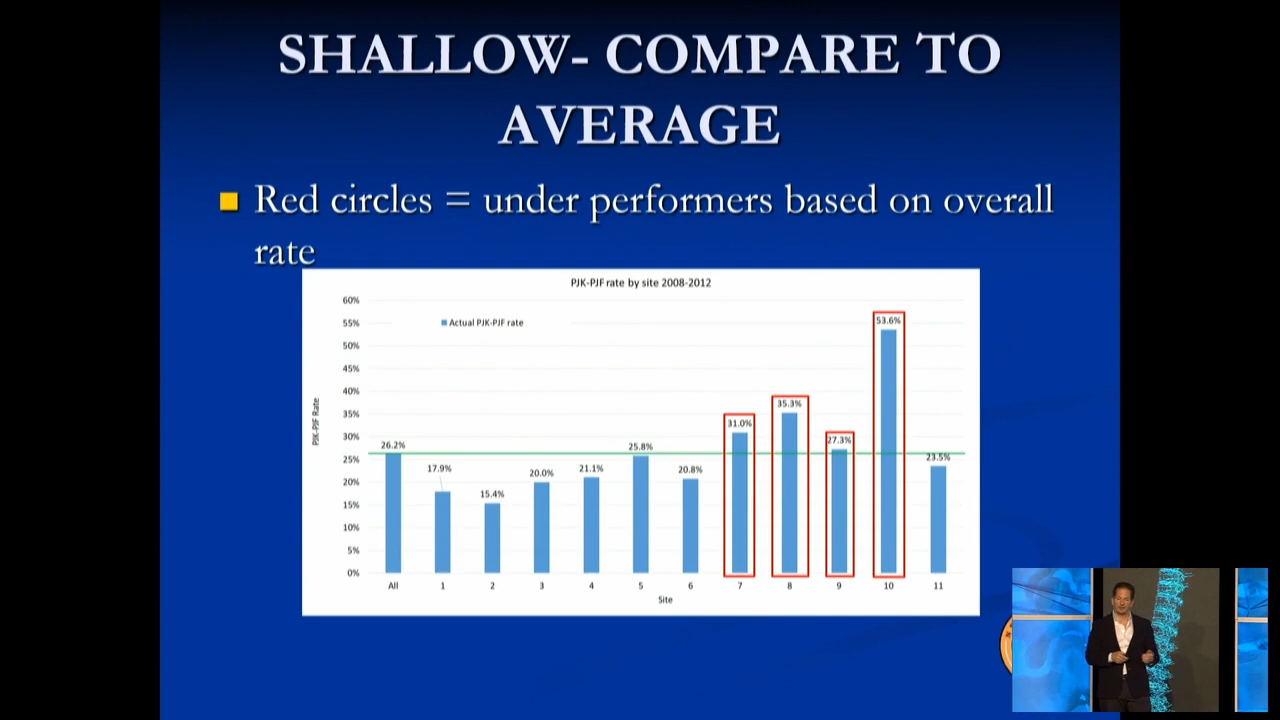 SHALLOW- COMPARE TO
AVERAGE
Red circles = under performers based on overall
rate
PJK-PJF rate by site 2008-2012
60%
55%
50%
45%
40%
35%
30%
25%
20%
15%
10%
5%
0%
PJK-PJF Rate
Actual PJK-PJF rate
26.2%
17.9%
15.4%
20.0%
21.1%
25.8%
20.8%
31.0%
35.3%
27.3%
53.6%
23.5%
All 1 2 3 4 5 6 7 8 9 10 11
Site